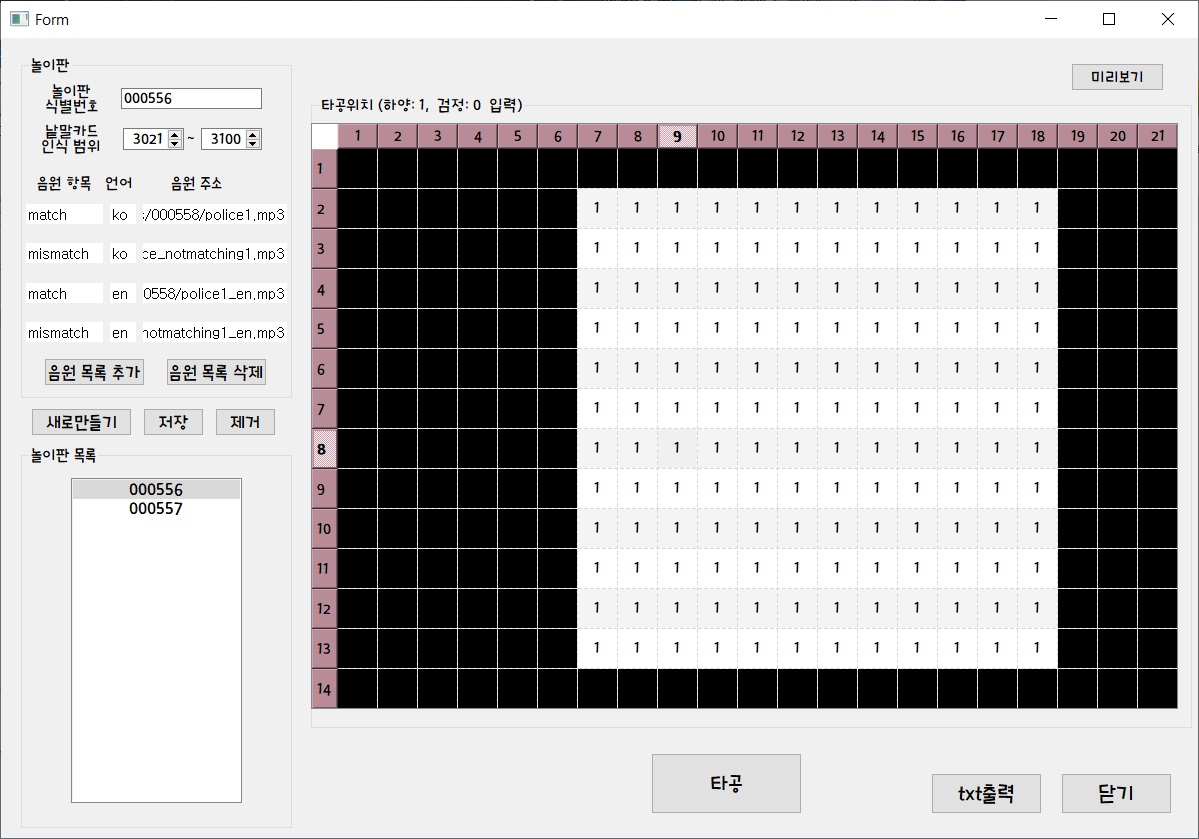 Form
놀이판
놀이판
식별번호
000556
낱말카드
인식 범위
3021 ~ 3100
음원 항목 언어 음원 주소
match ko :/000558/police1.mp3
mismatch ko ce_notmatching1.mp3
match en 0558/police1_en.mp3
mismatch en notmatching1_en.mp3
음원 목록 추가 음원 목록 삭제
새로만들기 저장 제거
놀이판 목록
000556
000557
미리보기
타공위치 (하양: 1, 검정: 0 입력)
1 2 3 4 5 6 7 8 9 10 11 12 13 14 15 16 17 18 19 20 21
1
2 1 1 1 1 1 1 1 1 1 1 1 1
3 1 1 1 1 1 1 1 1 1 1 1 1
4 1 1 1 1 1 1 1 1 1 1 1 1
5 1 1 1 1 1 1 1 1 1 1 1 1
6 1 1 1 1 1 1 1 1 1 1 1 1
7 1 1 1 1 1 1 1 1 1 1 1 1
8 1 1 1 1 1 1 1 1 1 1 1 1
9 1 1 1 1 1 1 1 1 1 1 1 1
10 1 1 1 1 1 1 1 1 1 1 1 1
11 1 1 1 1 1 1 1 1 1 1 1 1
12 1 1 1 1 1 1 1 1 1 1 1 1
13 1 1 1 1 1 1 1 1 1 1 1 1
14
타공
txt출력
닫기